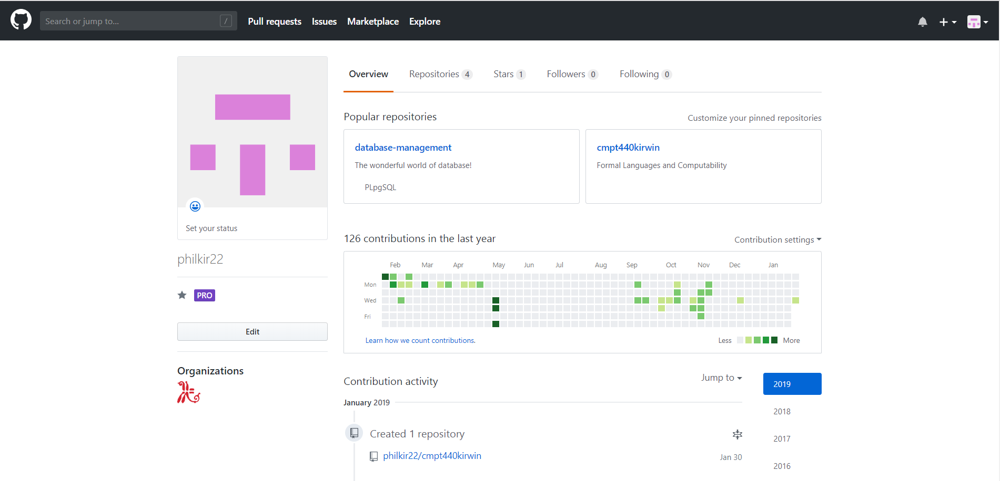 Search or jump to... / Pull requests Issues Marketplace Explore
Overview Repositories 4 Stars 1 Followers 0 Following 0
Popular repositories Customize your pinned repositories
database-management cmpt440kirwin
The wonderful world of database! Formal Languages and Computability
PLpgSQL
Set your status
philkir22
PRO
Edit
Organizations
126 contributions in the last year Contribution settings
Feb Mar Apr May Jun Jul Aug Sep Oct Nov Dec Jan
Mon
Wed
Fri
Learn how we count contributions. Less More
Contribution activity Jump to
January 2019
Created 1 repository
philkir22/cmpt440kirwin Jan 30
2019
2018
2017
2016